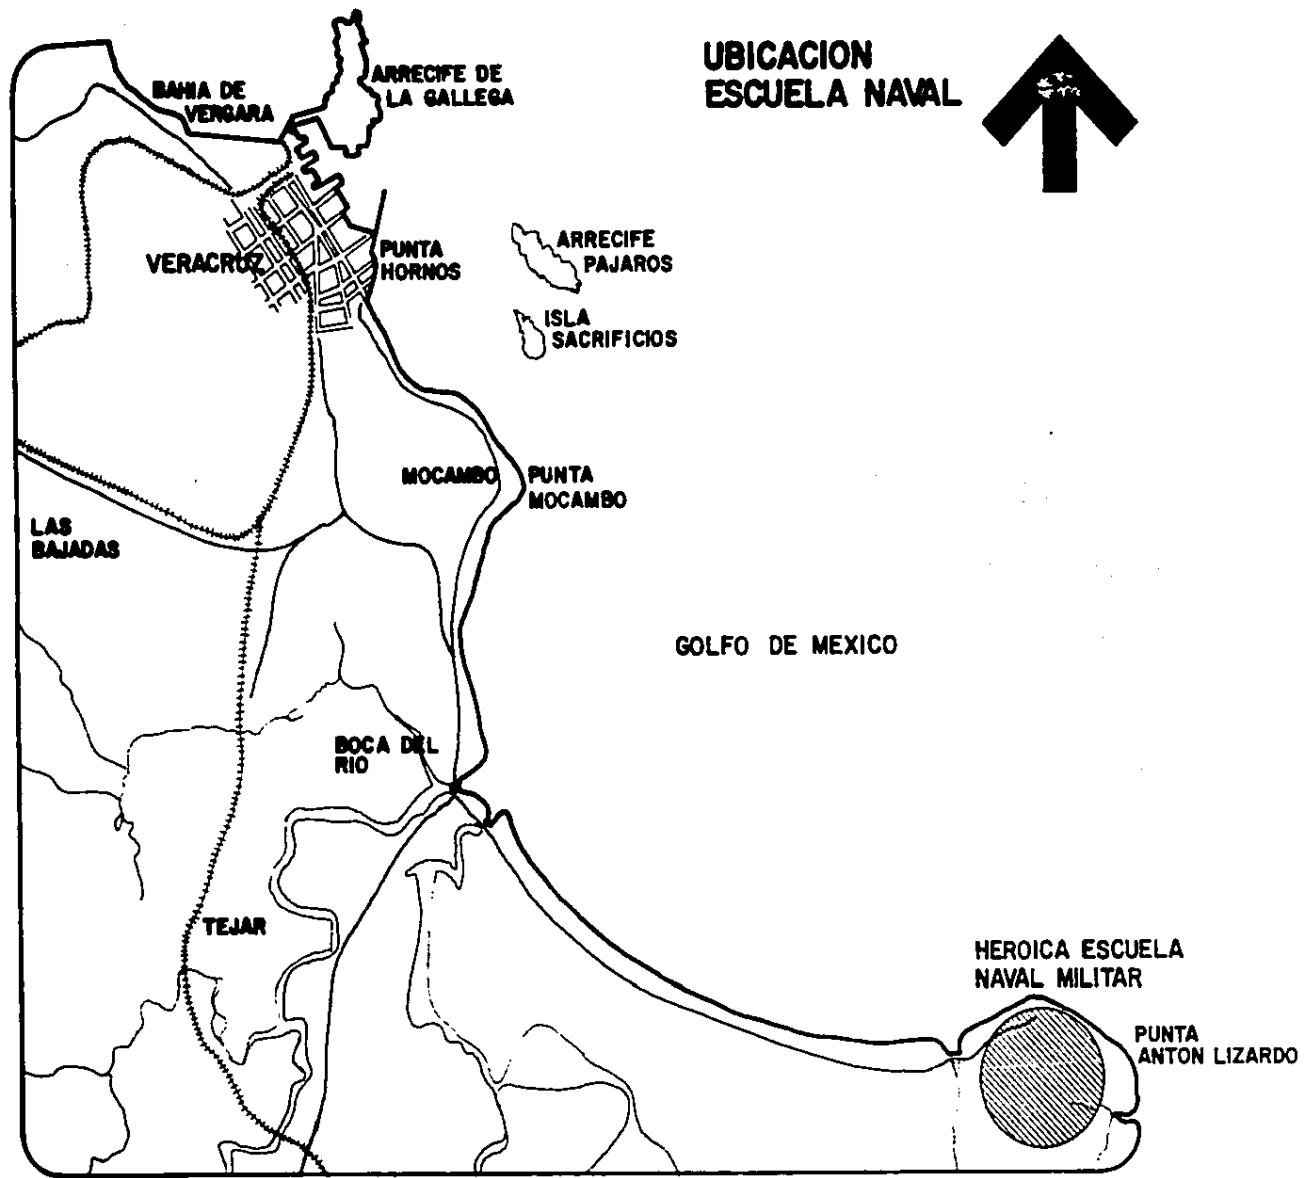 UBICACION
ESCUELA NAVAL
ARRECIFE DE
LA GALLEGA
BAHIA DE
VERGARA
VERACRUZ
PUNTA
HORNOS
ARRECIFE
PAJAROS
ISLA
SACRIFICIOS
MOCAMBO
PUNTA
MOCAMBO
LAS
BAJADAS
GOLFO DE MEXICO
BOCA DEL
RIO
TEJAR
HEROICA ESCUELA
NAVAL MILITAR
PUNTA
ANTON LIZARDO